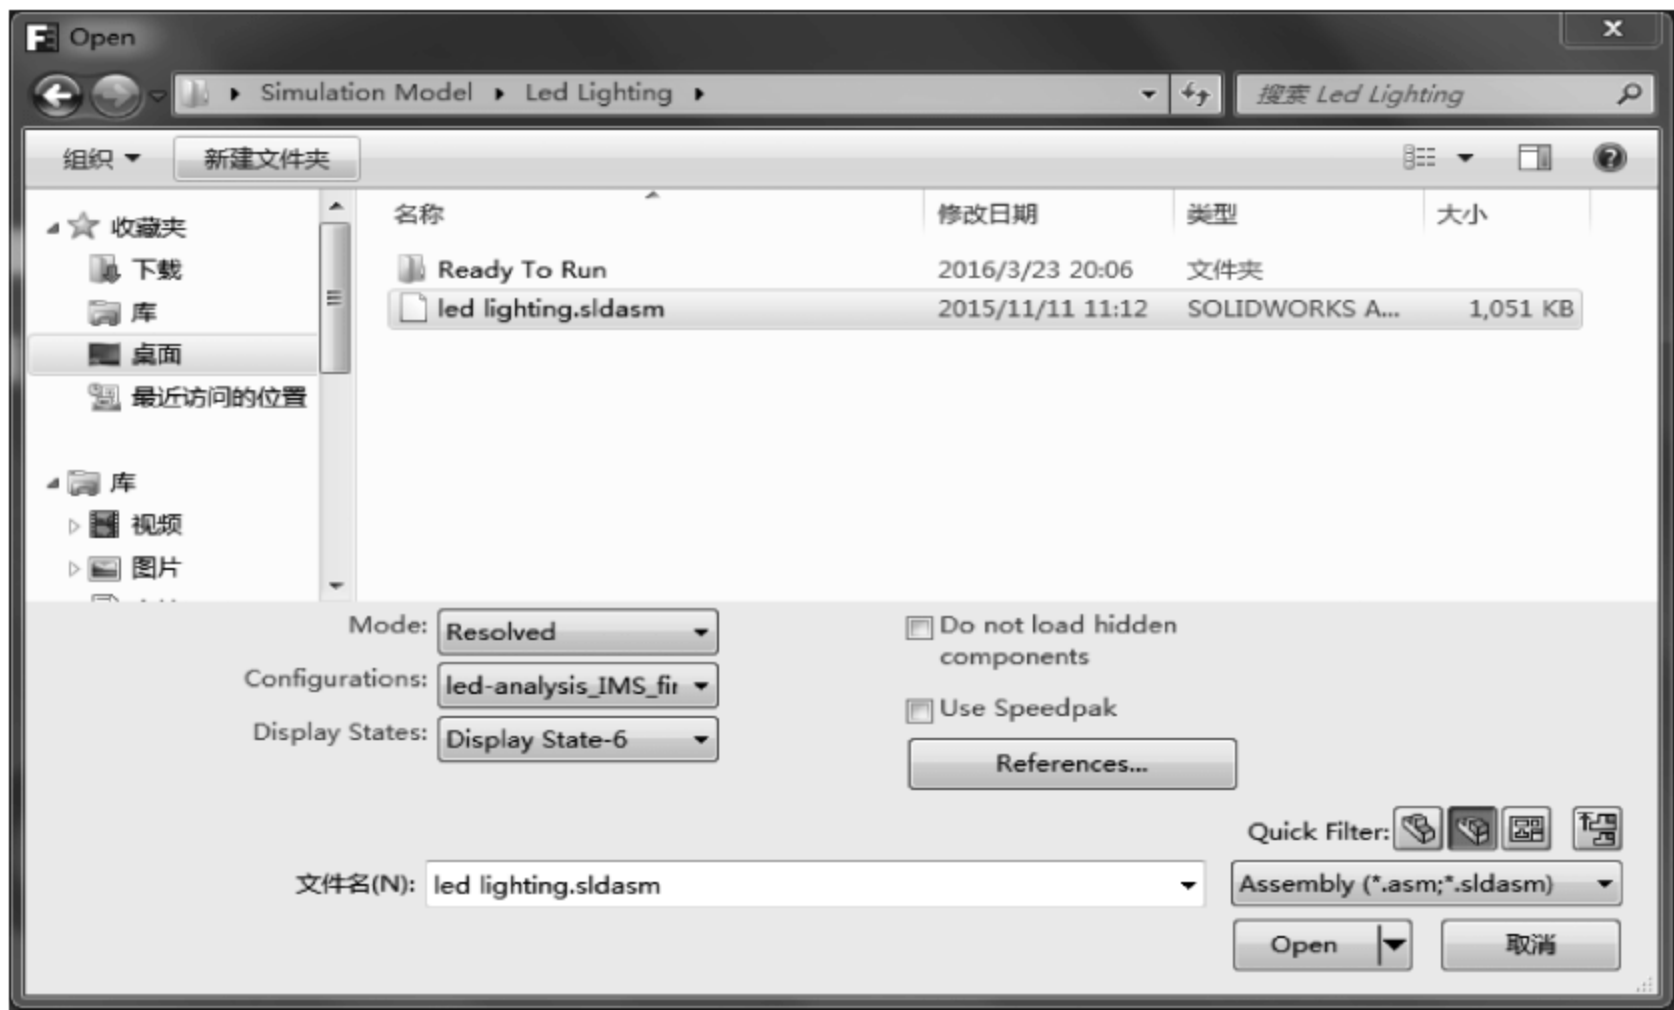 Open
Simulation Model Led Lighting
搜索 Led Lighting
组织 新建文件夹
收藏夹
下载
库
桌面
最近访问的位置
库
视频
图片
名称 修改日期 类型 大小
Ready To Run 2016/3/23 20:06 文件夹
led lighting.sldasm 2015/11/11 11:12 SOLIDWORKS A... 1,051 KB
Mode: Resolved
Configurations: led-analysis_IMS_fir
Display States: Display State-6
Do not load hidden
components
Use Speedpak
References...
Quick Filter:
文件名(N): led lighting.sldasm
Assembly (*.asm;*.sldasm)
Open 取消